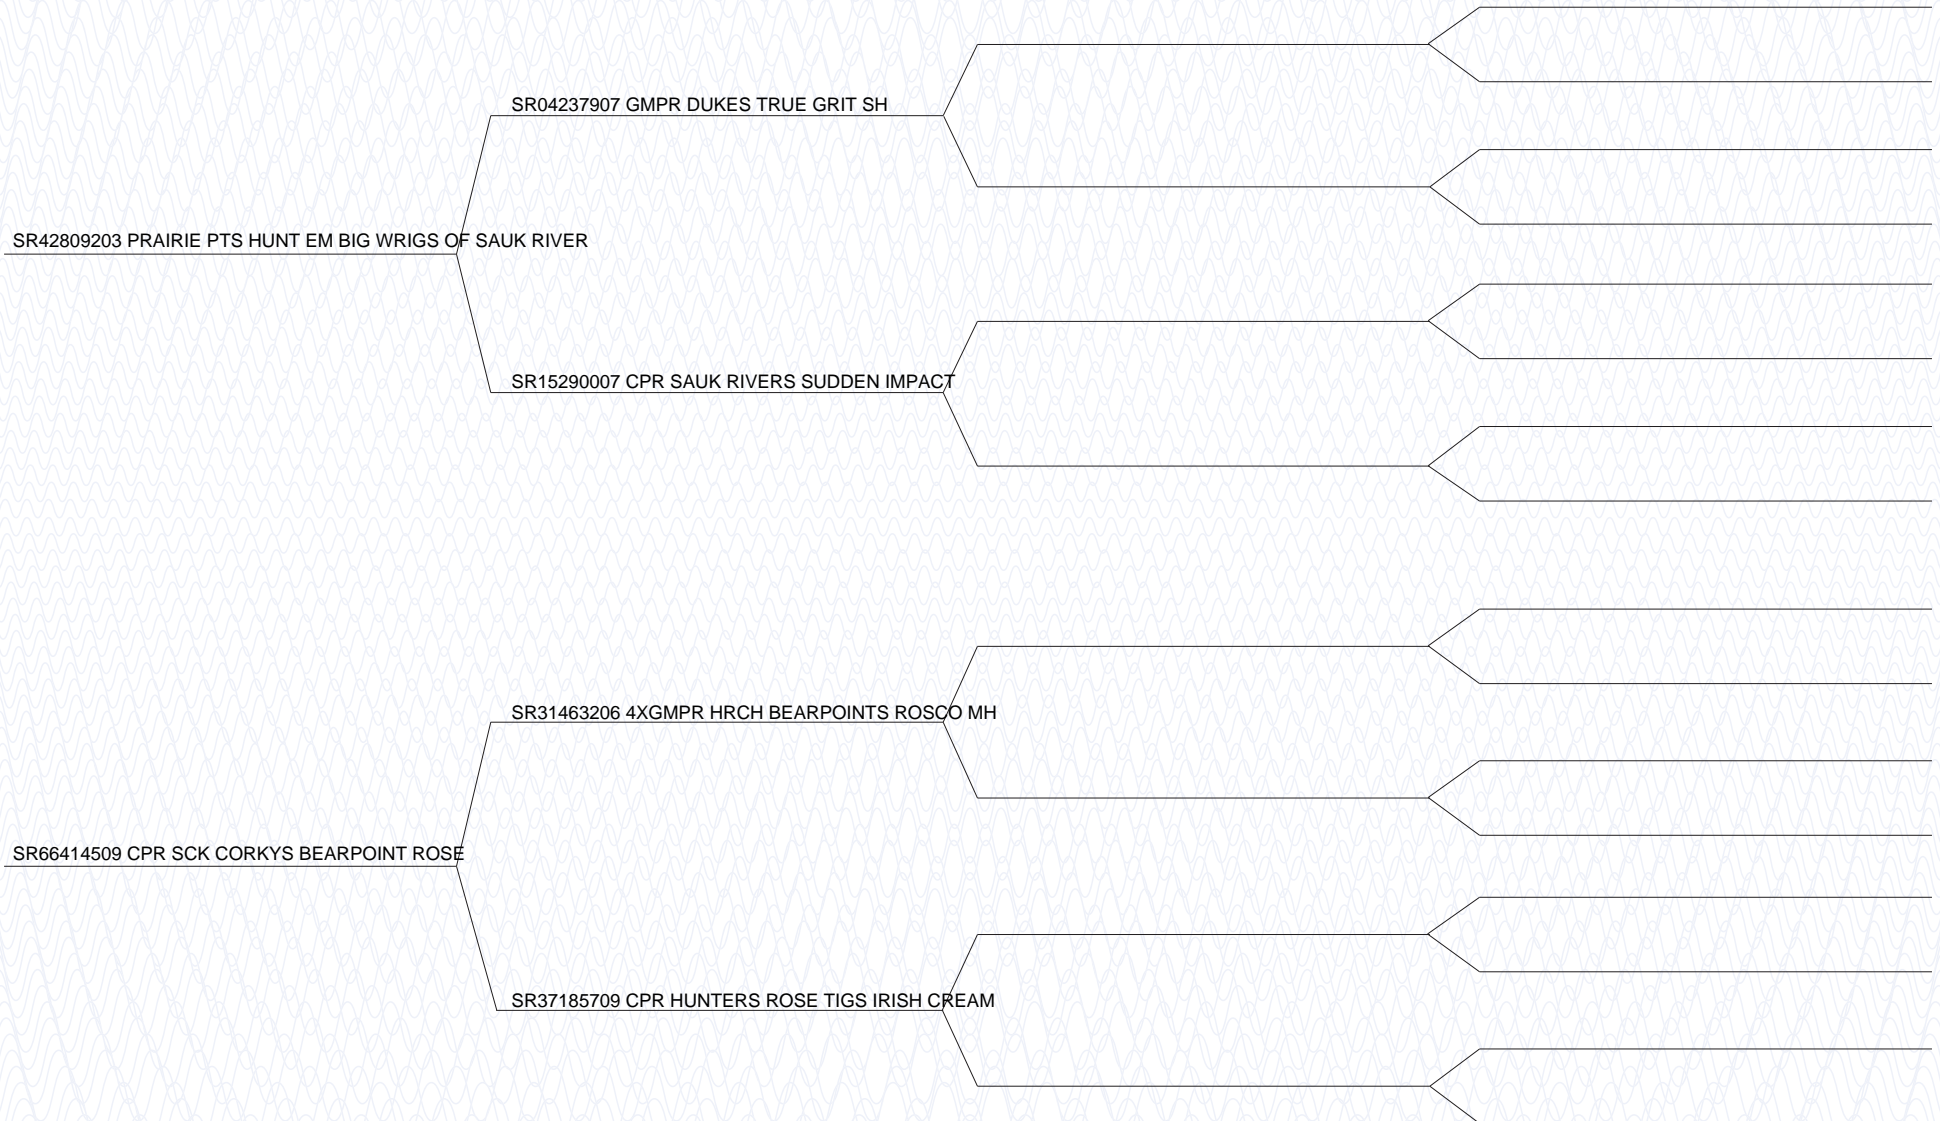 SR04237907 GMPR DUKES TRUE GRIT SH
SR42809203 PRAIRIE PTS HUNT EM BIG WRIGS OF SAUK RIVER
SR15290007 CPR SAUK RIVERS SUDDEN IMPACT
SR31463206 4XGMPR HRCH BEARPOINTS ROSCO MH
SR66414509 CPR SCK CORKYS BEARPOINT ROSE
SR37185709 CPR HUNTERS ROSE TIGS IRISH CREAM